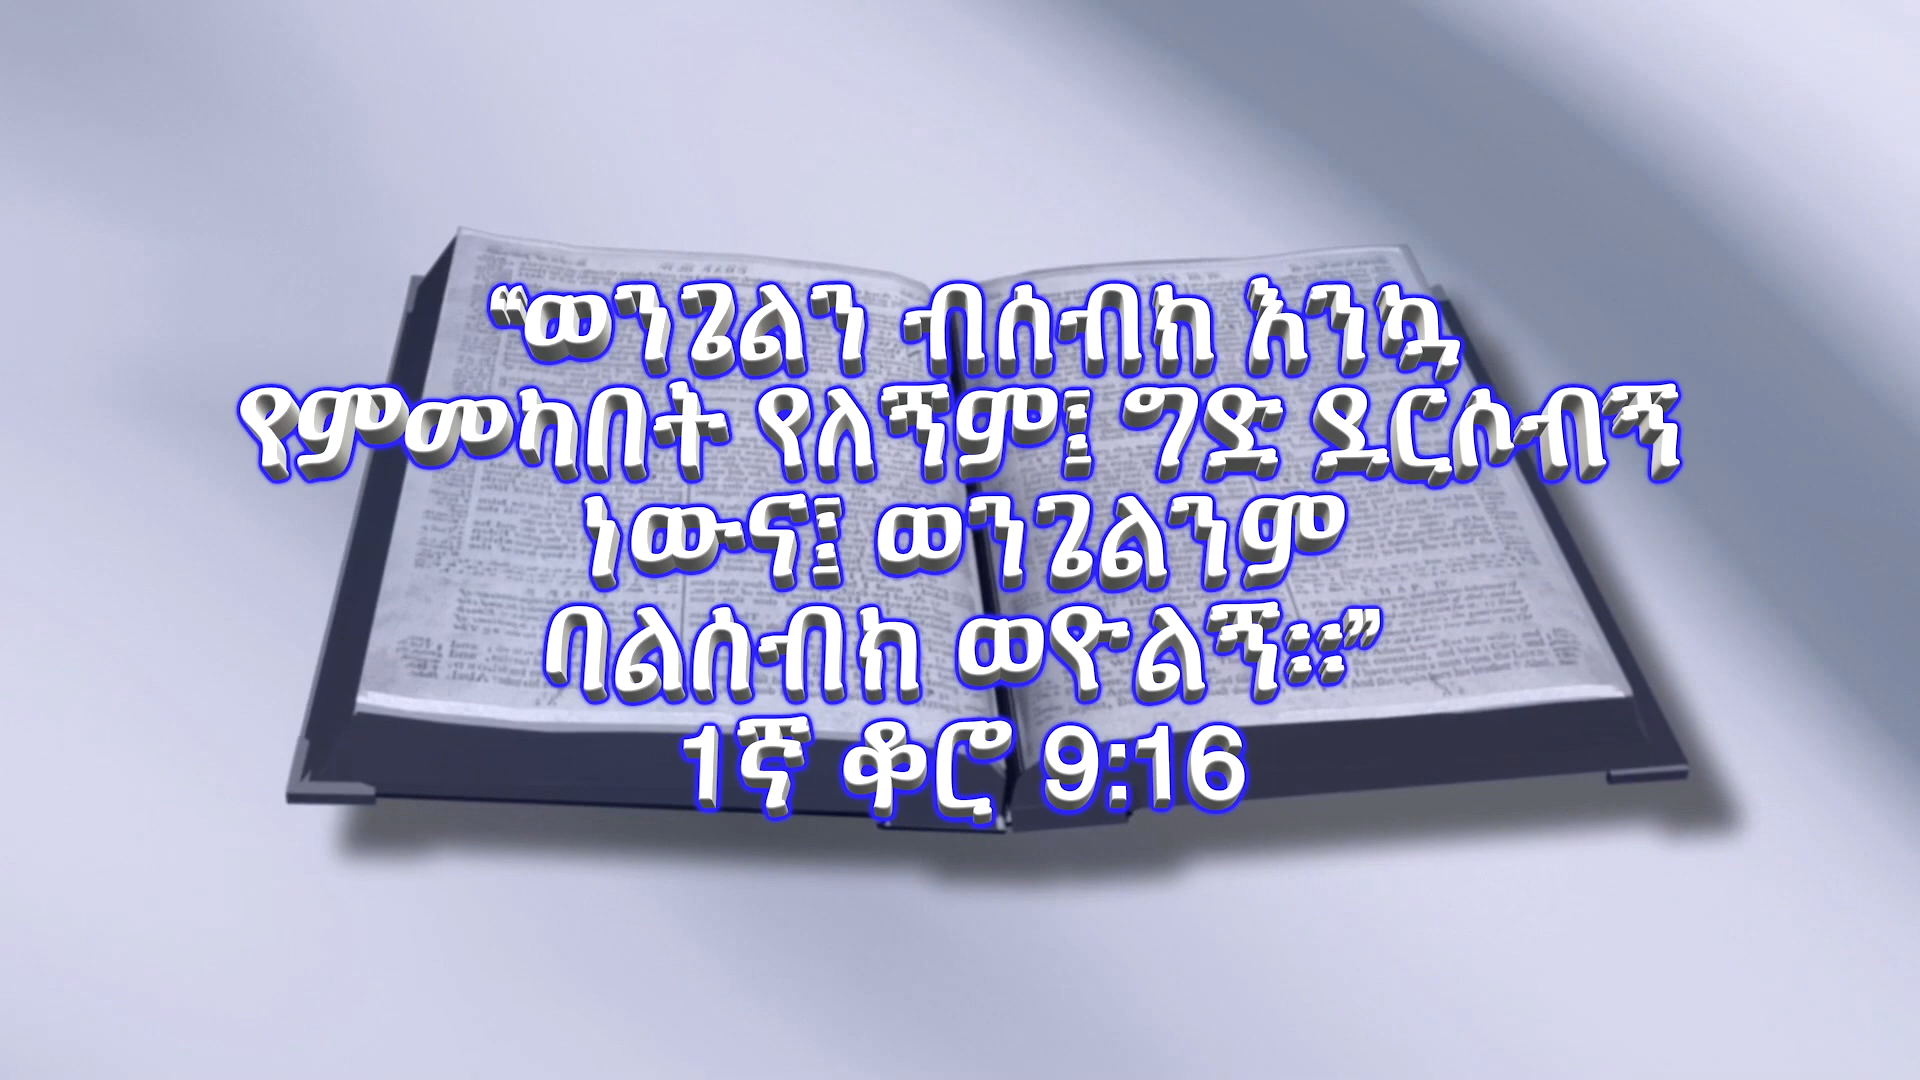 “ወንጌልን ብሰብክ እንኳ
የምመካበት የለኝም፤ ግድ ደርሶብኝ
ነውና፤ ወንጌልንም
ባልሰብክ ወዮልኝ።”
1ኛ ቆሮ 9:16